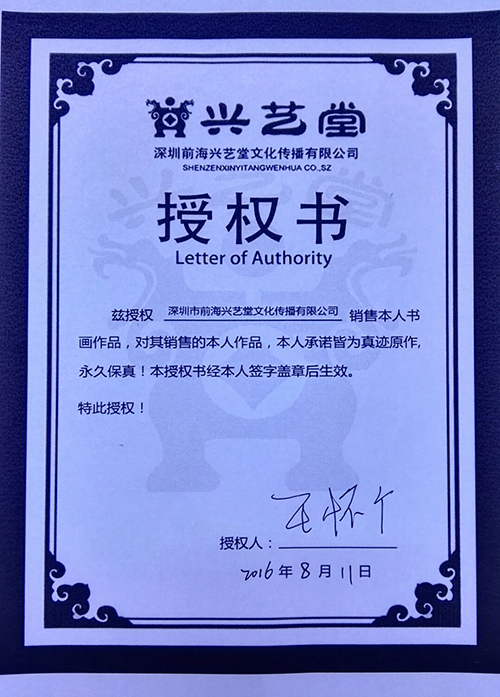 兴艺堂
深圳前海兴艺堂文化传播有限公司
SHENZENXINYITANGWENHUA CO.,SZ
授权书
Letter of Authority
兹授权 深圳市前海兴艺堂文化传播有限公司 销售本人书
画作品，对其销售的本人作品，本人承诺皆为真迹原作,
永久保真！本授权书经本人签字盖章后生效。
特此授权！
授权人：
2016年8月11日